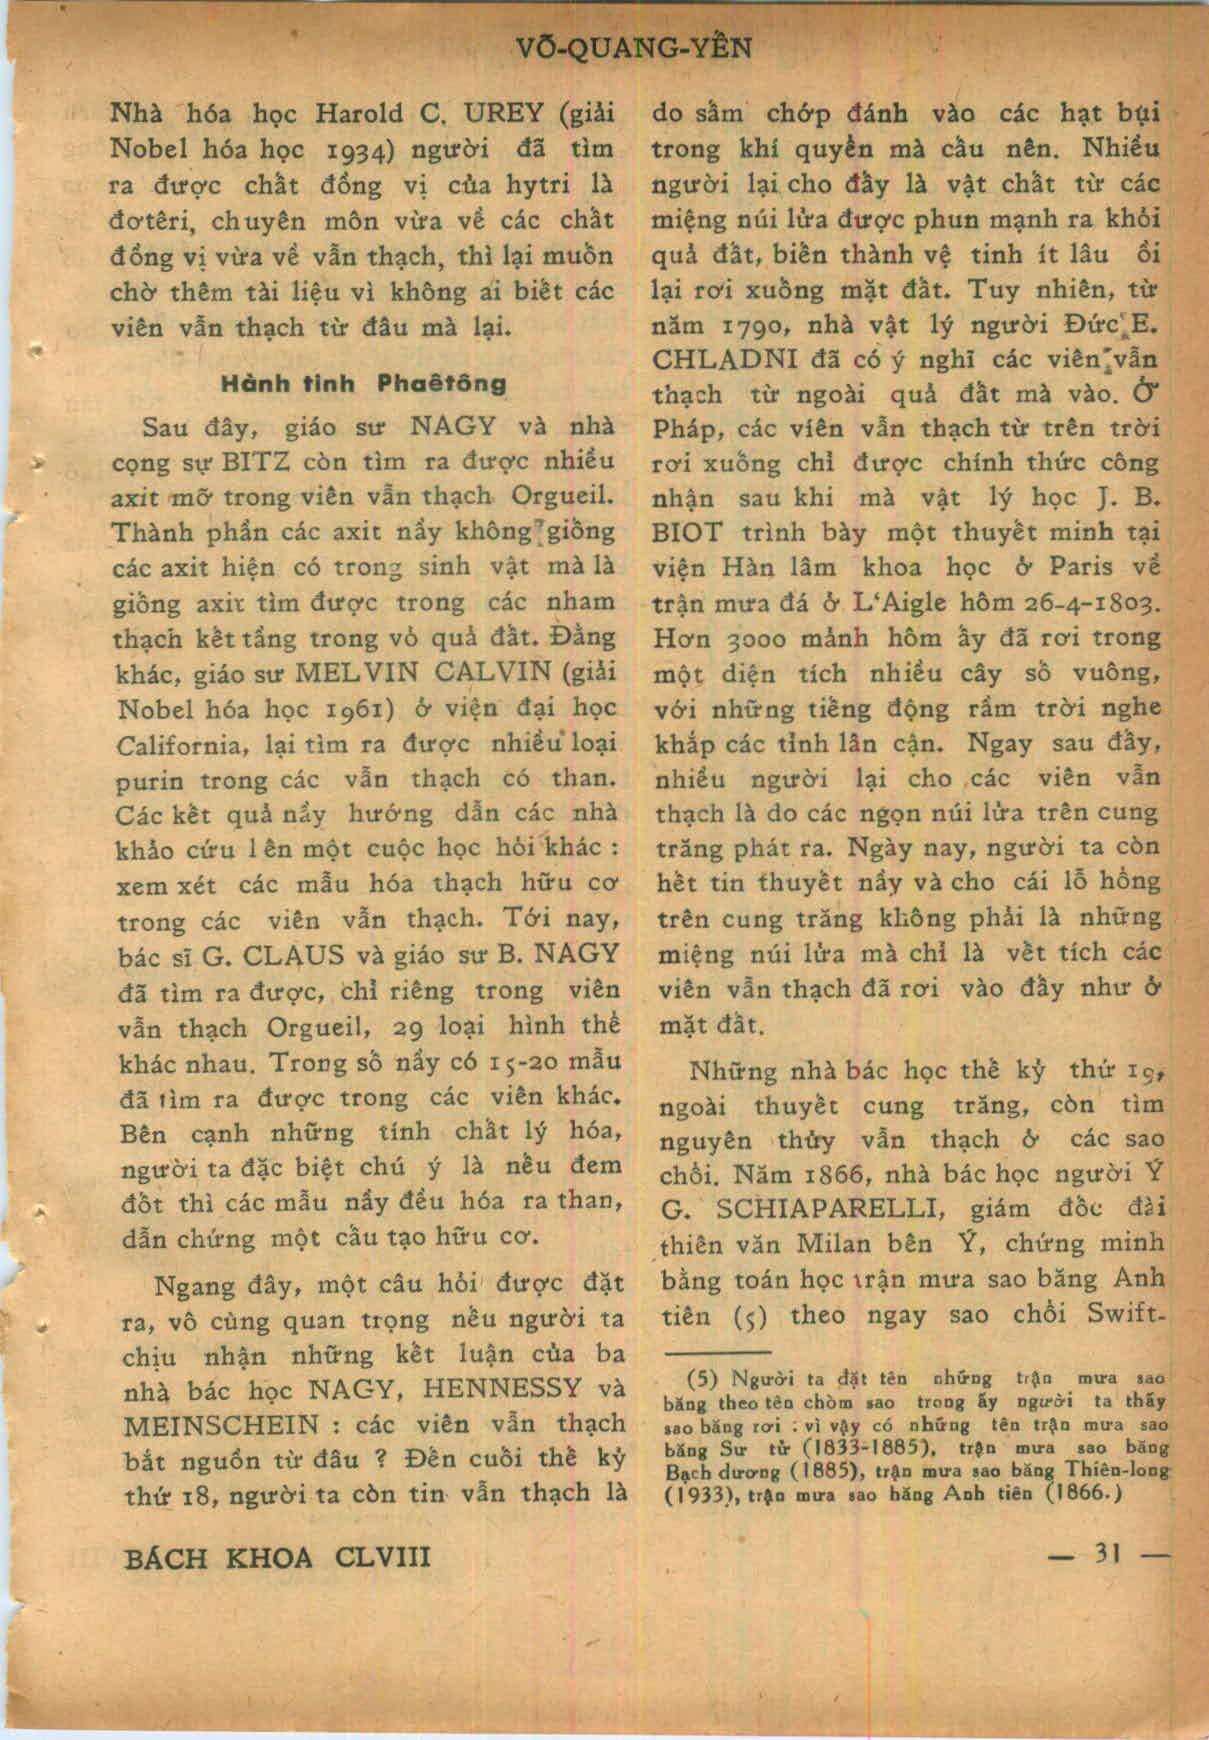 VÕ-QUANG-YÊN
Nhà hóa học Harold C. UREY (giải
Nobel hóa học 1934) người đã tìm
ra được chất đồng vị của hytri là
đơtêri, chuyên môn vừa về các chất
đồng vị vừa về vẫn thạch, thì lại muốn
chờ thêm tài liệu vì không ai biết các
viên vẫn thạch từ đâu mà lại.
Hành tinh Phaêtông
Sau đây, giáo sư NAGY và nhà
cọng sự BITZ còn tìm ra được nhiều
axit mỡ trong viên vẫn thạch Orgueil.
Thành phần các axit nầy không giống
các axit hiện có trong sinh vật mà là
giống axit tìm được trong các nham
thạch kết tầng trong vỏ quả đất. Đằng
khác, giáo sư MELVIN CALVIN (giải
Nobel hóa học 1961) ở viện đại học
California, lại tìm ra được nhiều loại
purin trong các vẫn thạch có than.
Các kết quả nầy hướng dẫn các nhà
khảo cứu lên một cuộc học hỏi khác :
xem xét các mẫu hóa thạch hữu cơ
trong các viên vẫn thạch. Tới nay,
bác sĩ G. CLAUS và giáo sư B. NAGY
đã tìm ra được, chỉ riêng trong viên
vẫn thạch Orgueil, 29 loại hình thể
khác nhau. Trong số nầy có 15-20 mẫu
đã tìm ra được trong các viên khác.
Bên cạnh những tính chất lý hóa,
người ta đặc biệt chú ý là nếu đem
đốt thì các mẫu nầy đều hóa ra than,
dẫn chứng một cấu tạo hữu cơ.
Ngang đây, một câu hỏi được đặt
ra, vô cùng quan trọng nếu người ta
chịu nhận những kết luận của ba
nhà bác học NAGY, HENNESSY và
MEINSCHEIN : các viên vẫn thạch
bắt nguồn từ đâu ? Đến cuối thế kỷ
thứ 18, người ta còn tin vẫn thạch là
do sấm chớp đánh vào các hạt bụi
trong khí quyển mà cấu nên. Nhiều
người lại cho đấy là vật chất từ các
miệng núi lửa được phun mạnh ra khỏi
quả đất, biến thành vệ tinh ít lâu ồi
lại rơi xuống mặt đất. Tuy nhiên, từ
năm 1790, nhà vật lý người Đức E.
CHLADNI đã có ý nghĩ các viên vẫn
thạch từ ngoài quả đất mà vào. Ở
Pháp, các viên vẫn thạch từ trên trời
rơi xuống chỉ được chính thức công
nhận sau khi mà vật lý học J. B.
BIOT trình bày một thuyết minh tại
viện Hàn lâm khoa học ở Paris về
trận mưa đá ở L'Aigle hôm 26-4-1803.
Hơn 3000 mảnh hôm ấy đã rơi trong
một diện tích nhiều cây số vuông,
với những tiếng động rầm trời nghe
khắp các tỉnh lân cận. Ngay sau đấy,
nhiều người lại cho các viên vẫn
thạch là do các ngọn núi lửa trên cung
trăng phát ra. Ngày nay, người ta còn
hết tin thuyết nầy và cho cái lỗ hổng
trên cung trăng không phải là những
miệng núi lửa mà chỉ là vết tích các
viên vẫn thạch đã rơi vào đấy như ở
mặt đất.
Những nhà bác học thế kỷ thứ 19,
ngoài thuyết cung trăng, còn tìm
nguyên thủy vẫn thạch ở các sao
chổi. Năm 1866, nhà bác học người Ý
G. SCHIAPARELLI, giám đốc đài
thiên văn Milan bên Ý, chứng minh
bằng toán học trận mưa sao băng Anh
tiên (5) theo ngay sao chổi Swift-
(5) Người ta đặt tên những trận mưa sao
băng theo tên chòm sao trong ấy người ta thấy
sao băng rơi : vì vậy có những tên trận mưa sao
băng Sư tử (1833-1885), trận mưa sao băng
Bạch dương (1885), trận mưa sao băng Thiên-long
(1933), trận mưa sao băng Anh tiên (1866.)
BÁCH KHOA CLVIII
— 31 —